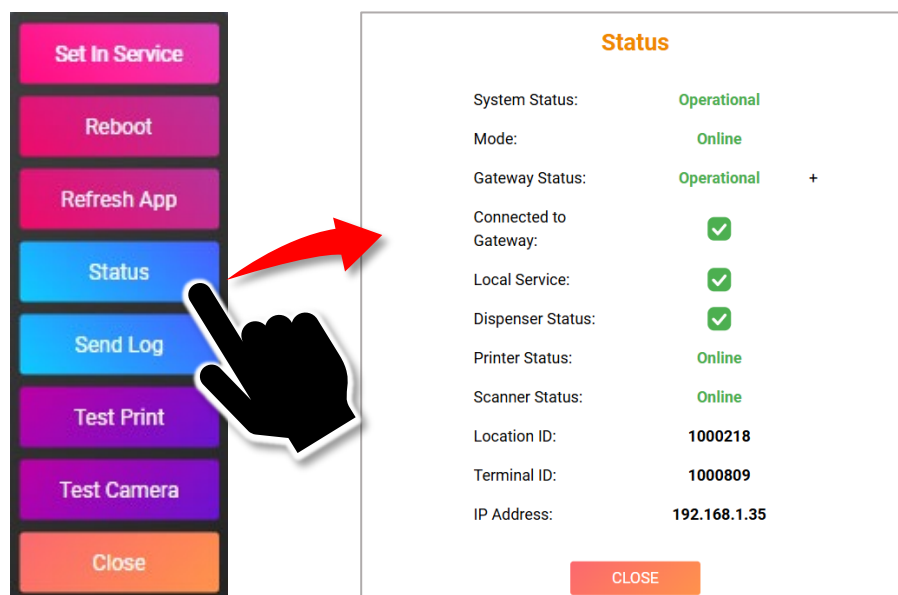 Set In Service
Reboot
Refresh App
Status
Send Log
Test Print
Test Camera
Close
Status
System Status: Operational
Mode: Online
Gateway Status: Operational +
Connected to
Gateway:
Local Service:
Dispenser Status:
Printer Status: Online
Scanner Status: Online
Location ID: 1000218
Terminal ID: 1000809
IP Address: 192.168.1.35
CLOSE